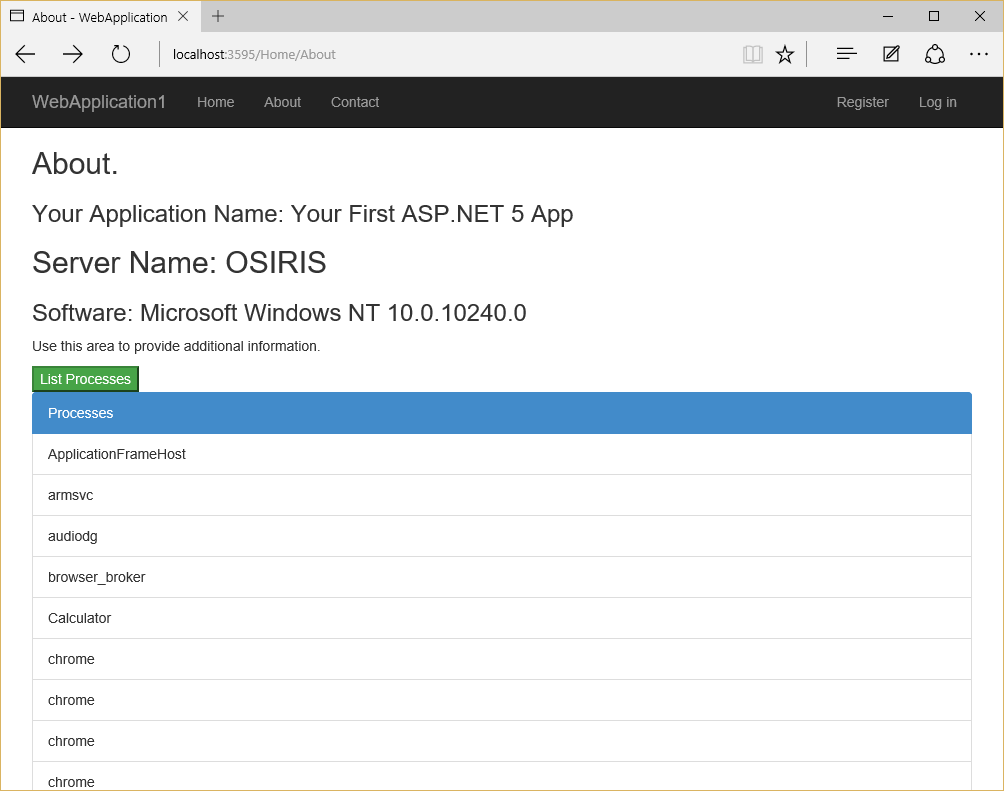 About - WebApplication
localhost:3595/Home/About
WebApplication1 Home About Contact Register Log in
About.
Your Application Name: Your First ASP.NET 5 App
Server Name: OSIRIS
Software: Microsoft Windows NT 10.0.10240.0
Use this area to provide additional information.
List Processes
Processes
ApplicationFrameHost
armsvc
audiodg
browser_broker
Calculator
chrome
chrome
chrome
chrome